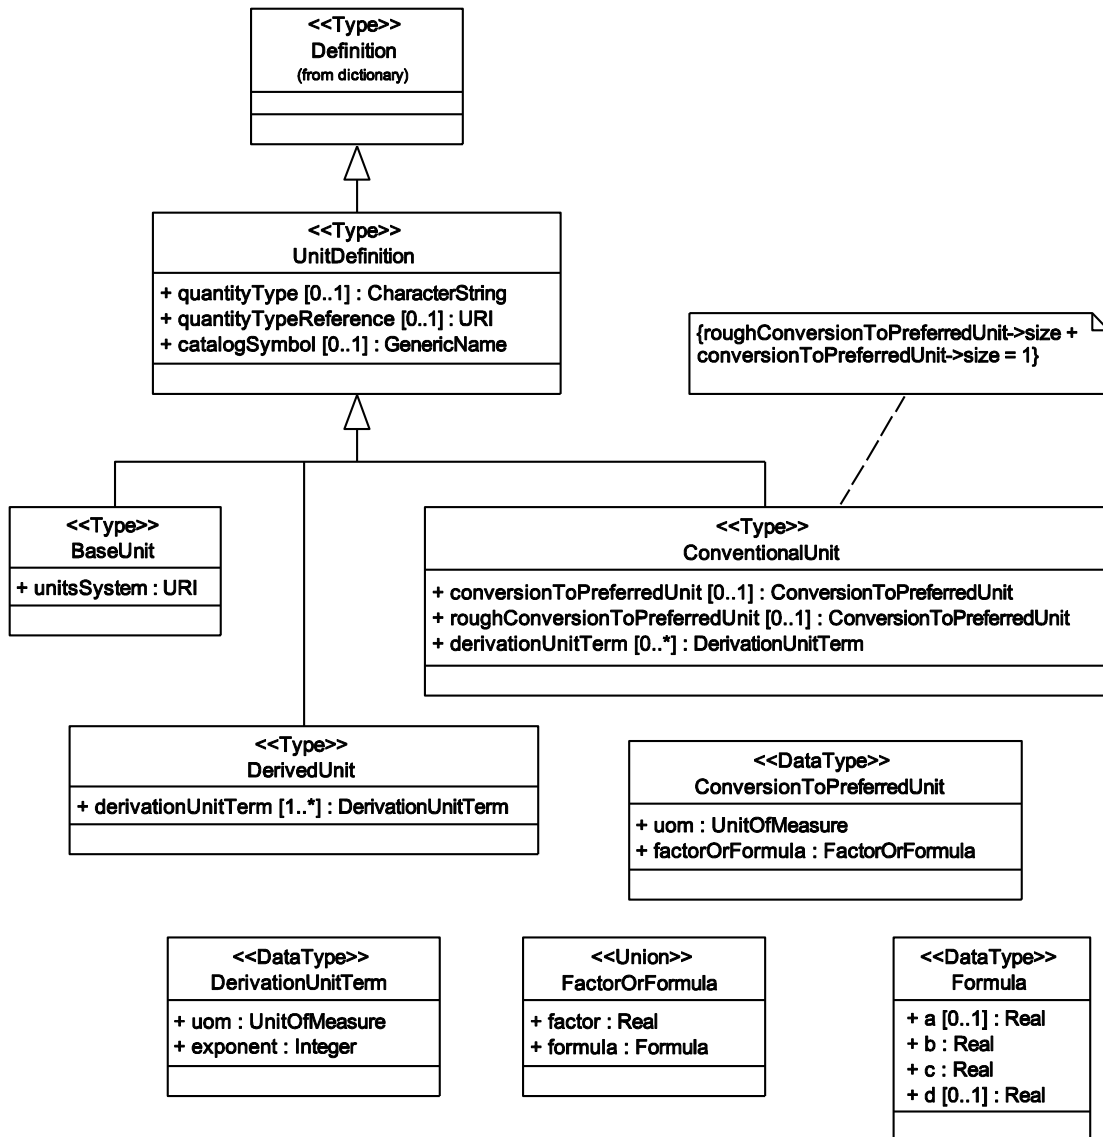 <<Type>>
Definition
(from dictionary)
<<Type>>
UnitDefinition
+ quantityType [0..1] : CharacterString
+ quantityTypeReference [0..1] : URI
+ catalogSymbol [0..1] : GenericName
{roughConversionToPreferredUnit->size +
conversionToPreferredUnit->size = 1}
<<Type>>
BaseUnit
+ unitsSystem : URI
<<Type>>
ConventionalUnit
+ conversionToPreferredUnit [0..1] : ConversionToPreferredUnit
+ roughConversionToPreferredUnit [0..1] : ConversionToPreferredUnit
+ derivationUnitTerm [0..*] : DerivationUnitTerm
<<Type>>
DerivedUnit
+ derivationUnitTerm [1..*] : DerivationUnitTerm
<<DataType>>
ConversionToPreferredUnit
+ uom : UnitOfMeasure
+ factorOrFormula : FactorOrFormula
<<DataType>>
DerivationUnitTerm
+ uom : UnitOfMeasure
+ exponent : Integer
<<Union>>
FactorOrFormula
+ factor : Real
+ formula : Formula
<<DataType>>
Formula
+ a [0..1] : Real
+ b : Real
+ c : Real
+ d [0..1] : Real